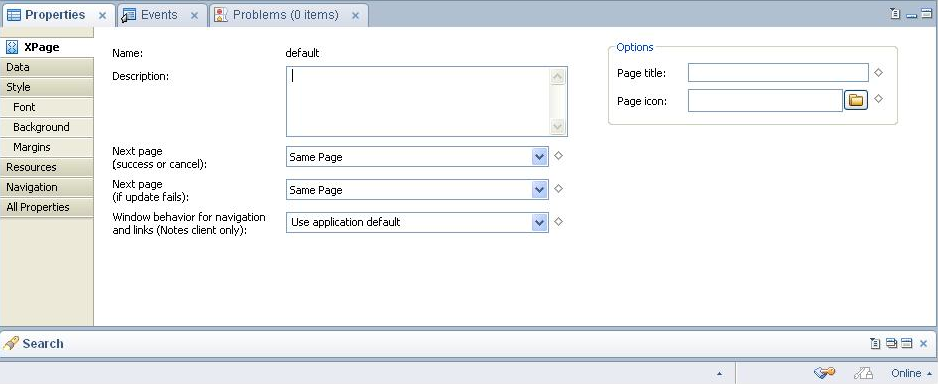 Properties Events Problems (0 items)
XPage
Data
Style
Font
Background
Margins
Resources
Navigation
All Properties
Name: default
Description:
Next page
(success or cancel): Same Page
Next page
(if update fails): Same Page
Window behavior for navigation
and links (Notes client only): Use application default
Options
Page title:
Page icon:
Search
Online